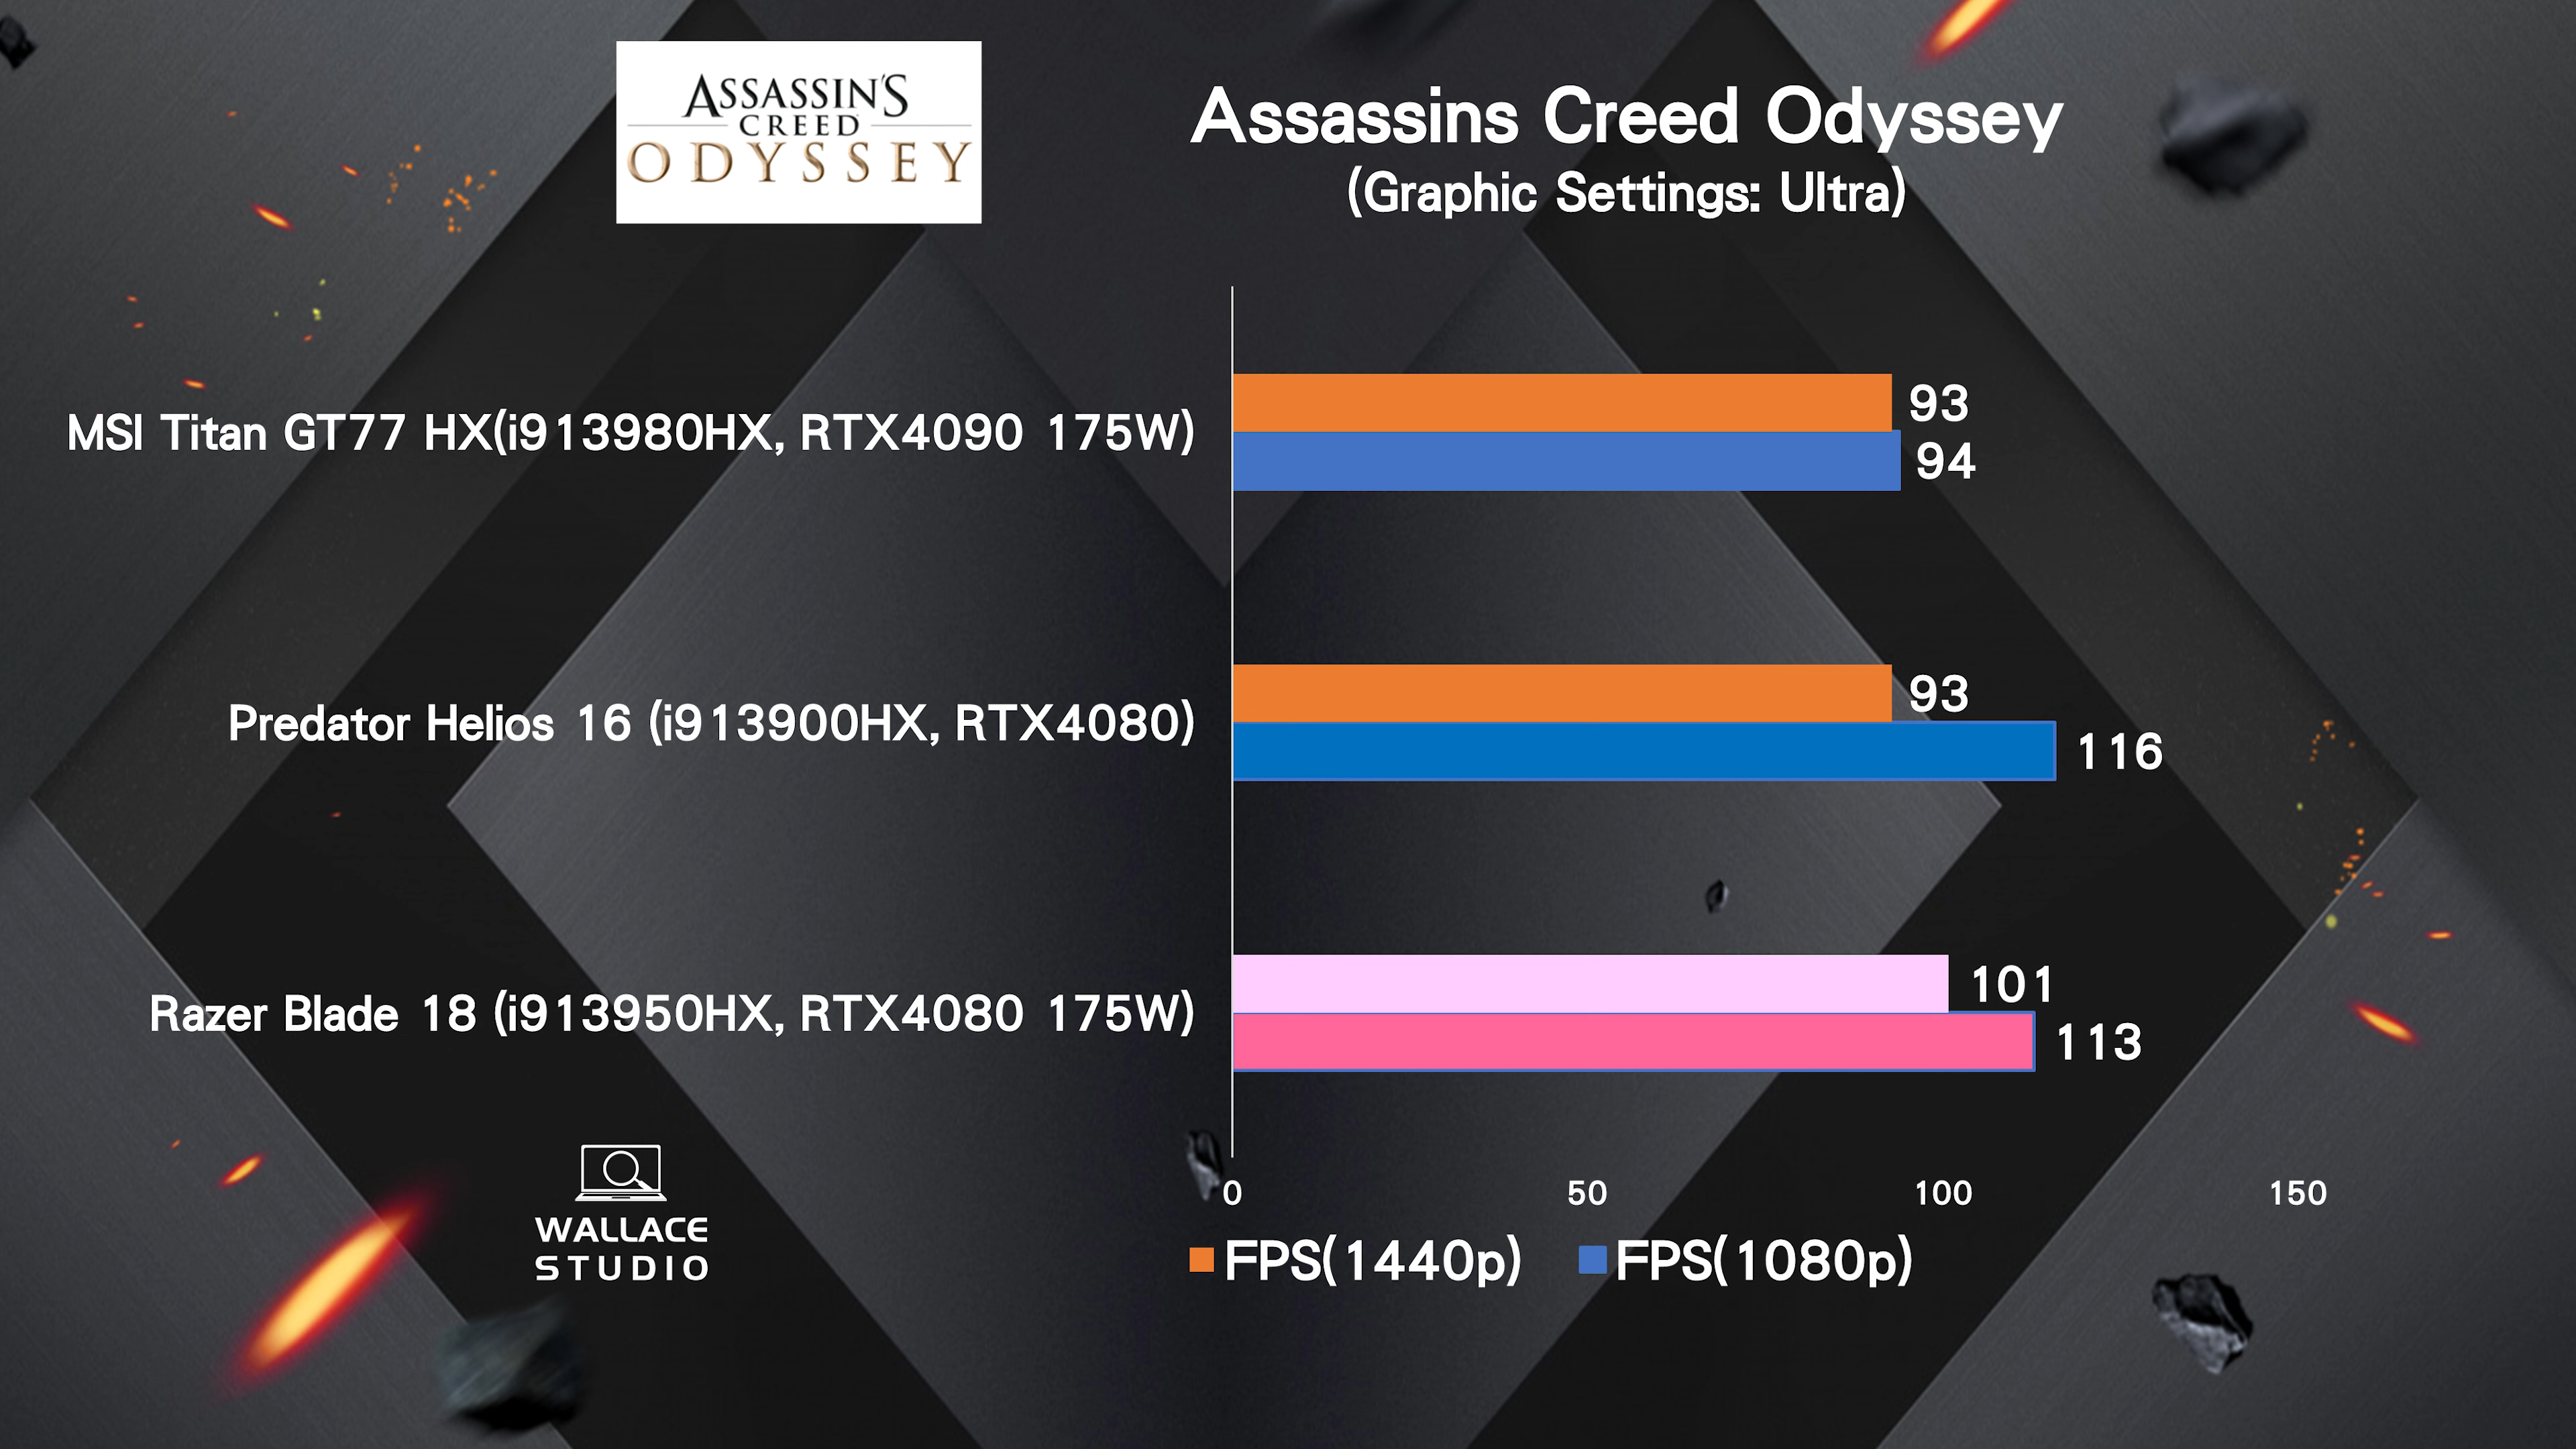 ASSASSIN'S
CREED
ODYSSEY
Assassins Creed Odyssey
(Graphic Settings: Ultra)
MSI Titan GT77 HX(i913980HX, RTX4090 175W)
93
94
Predator Helios 16 (i913900HX, RTX4080)
93
116
Razer Blade 18 (i913950HX, RTX4080 175W)
101
113
0 50 100 150
FPS(1440p) FPS(1080p)
WALLACE
STUDIO